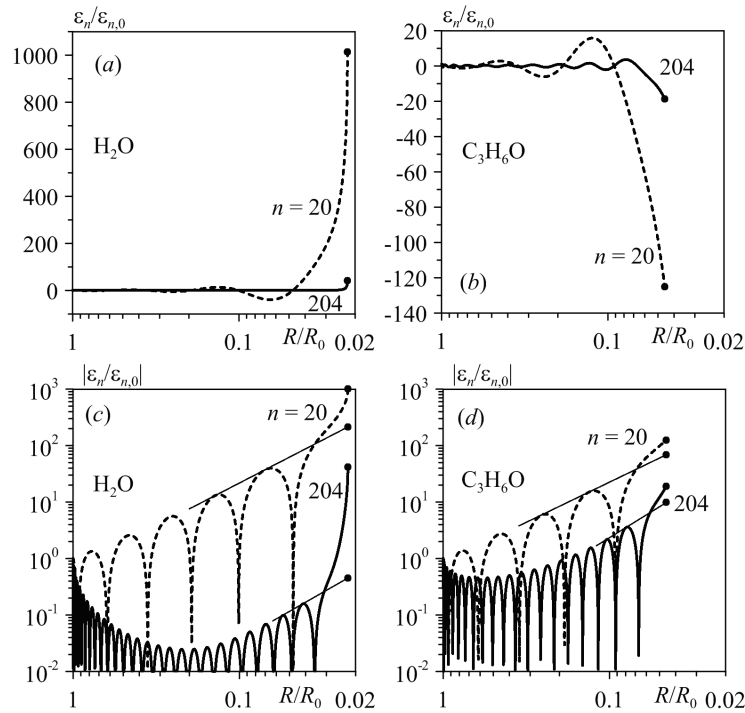 εn/εn,0
1000
800
600
400
200
0
(a)
H2O
n = 20
204
1
0.1
R/R0
0.02
εn/εn,0
20
0
-20
-40
-60
-80
-100
-120
-140
204
C3H6O
n = 20
(b)
1
0.1
R/R0
0.02
|εn/εn,0|
10^3
10^2
10^1
10^0
10^-1
10^-2
(c)
n = 20
H2O
204
1
0.1
R/R0
0.02
|εn/εn,0|
10^3
10^2
10^1
10^0
10^-1
10^-2
(d)
n = 20
C3H6O
204
1
0.1
R/R0
0.02